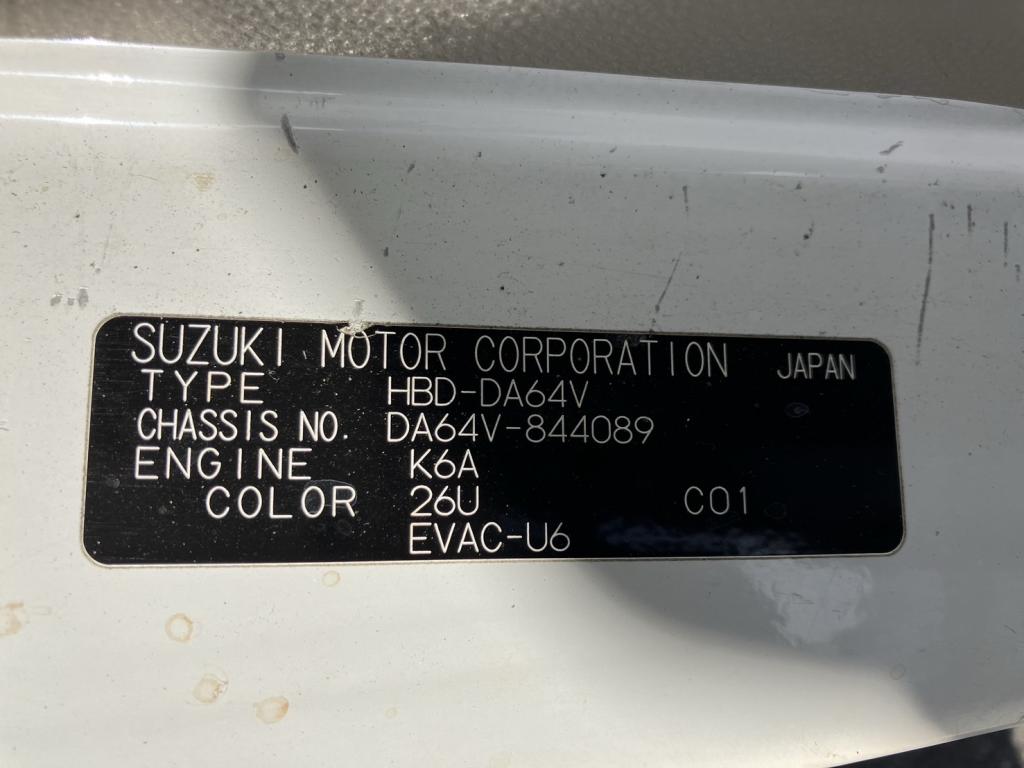 SUZUKI MOTOR CORPORATION JAPAN
TYPE HBD-DA64V
CHASSIS NO. DA64V-844089
ENGINE K6A
COLOR 26U C01
EVAC-U6